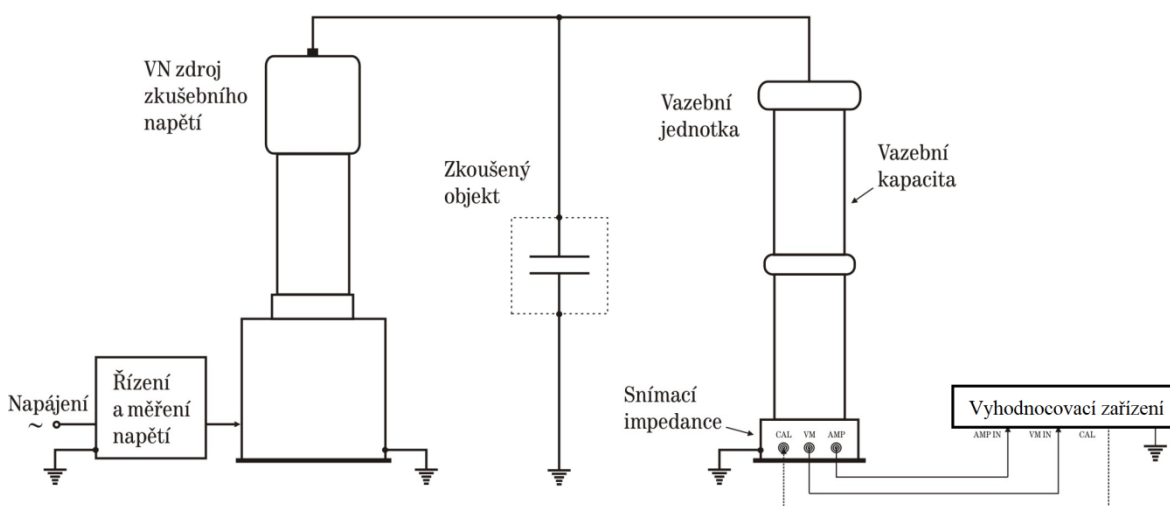 VN zdroj
zkušebního
napětí
Vazební
jednotka
Vazební
kapacita
Zkoušený
objekt
Řízení
a měření
napětí
Napájení
~
Snímací
impedance
CAL VM AMP
Vyhodnocovací zařízení
AMP IN VM IN CAL